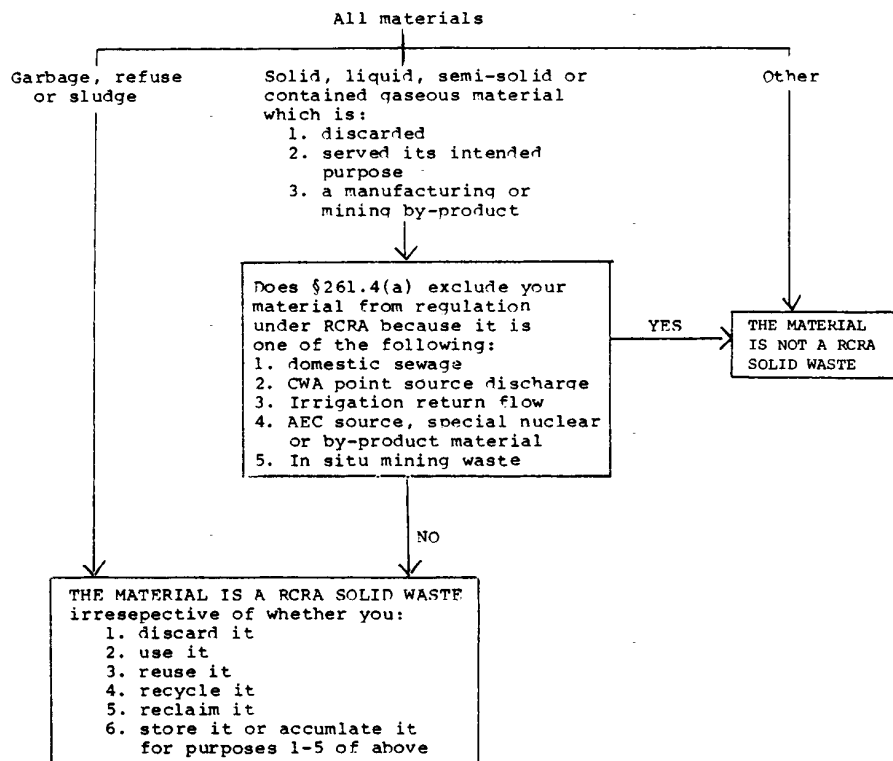 All materials
Garbage, refuse
or sludge
Solid, liquid, semi-solid or
contained gaseous material
which is:
1. discarded
2. served its intended
purpose
3. a manufacturing or
mining by-product
Other
Does §261.4(a) exclude your
material from regulation
under RCRA because it is
one of the following:
1. domestic sewage
2. CWA point source discharge
3. Irrigation return flow
4. AEC source, special nuclear
or by-product material
5. In situ mining waste
YES
THE MATERIAL
IS NOT A RCRA
SOLID WASTE
NO
THE MATERIAL IS A RCRA SOLID WASTE
irresepective of whether you:
1. discard it
2. use it
3. reuse it
4. recycle it
5. reclaim it
6. store it or accumlate it
for purposes 1-5 of above